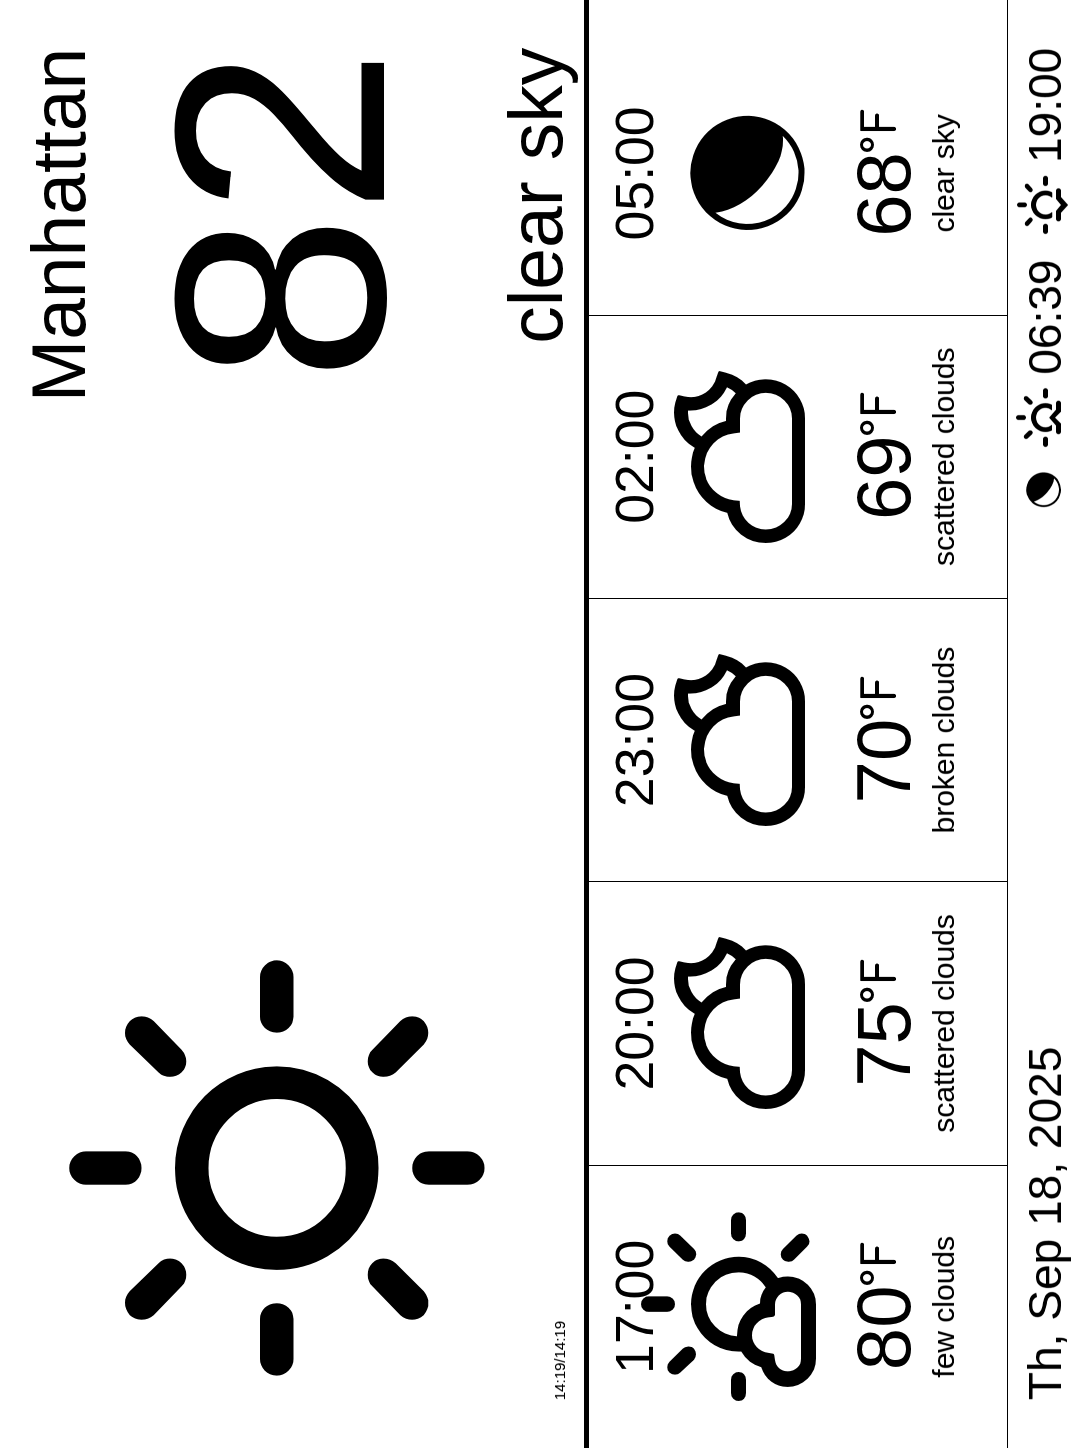 Manhattan
82
clear sky
14:19/14:19
17:00
80°F
few clouds
20:00
75°F
scattered clouds
23:00
70°F
broken clouds
02:00
69°F
scattered clouds
05:00
68°F
clear sky
Th, Sep 18, 2025
06:39 19:00